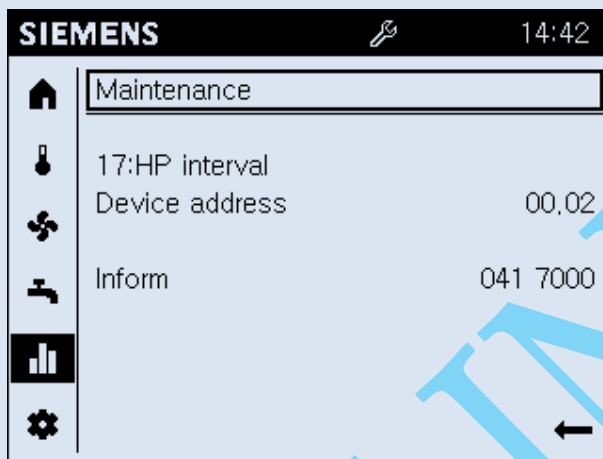 SIEMENS 14:42
Maintenance
17:HP interval
Device address 00.02
Inform 041 7000